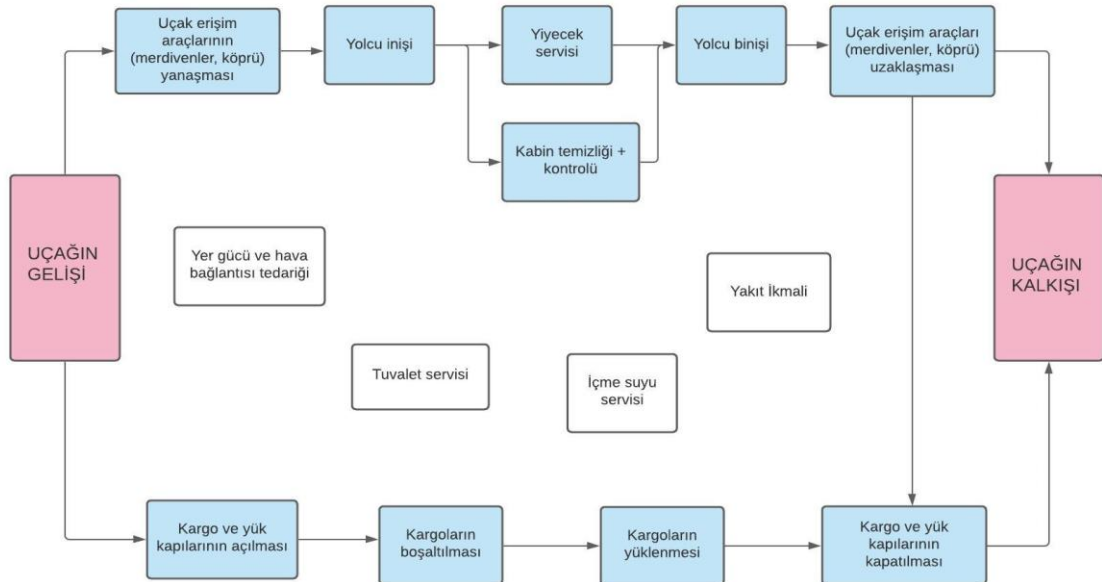 Uçak erişim
araçlarının
(merdivenler, köprü)
yanaşması
Yolcu inişi
Yiyecek
servisi
Yolcu binişi
Uçak erişim araçları
(merdivenler, köprü)
uzaklaşması
Kabin temizliği +
kontrolü
UÇAĞIN
GELİŞİ
Yer gücü ve hava
bağlantısı tedariği
Yakıt İkmali
UÇAĞIN
KALKIŞI
Tuvalet servisi
İçme suyu
servisi
Kargo ve yük
kapılarının açılması
Kargoların
boşaltılması
Kargoların
yüklenmesi
Kargo ve yük
kapılarının
kapatılması